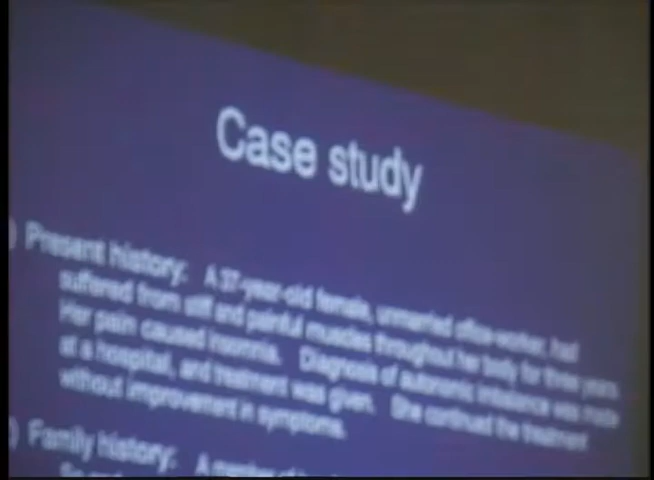 Case study
) Present history: A 37-year-old female, unmarried office-worker, had
suffered from stiff and painful muscles throughout her body for three years.
Her pain caused insomnia. Diagnosis of autonomic imbalance was made
at a hospital, and treatment was given. She continued the treatment
without improvement in symptoms.
) Family history: A